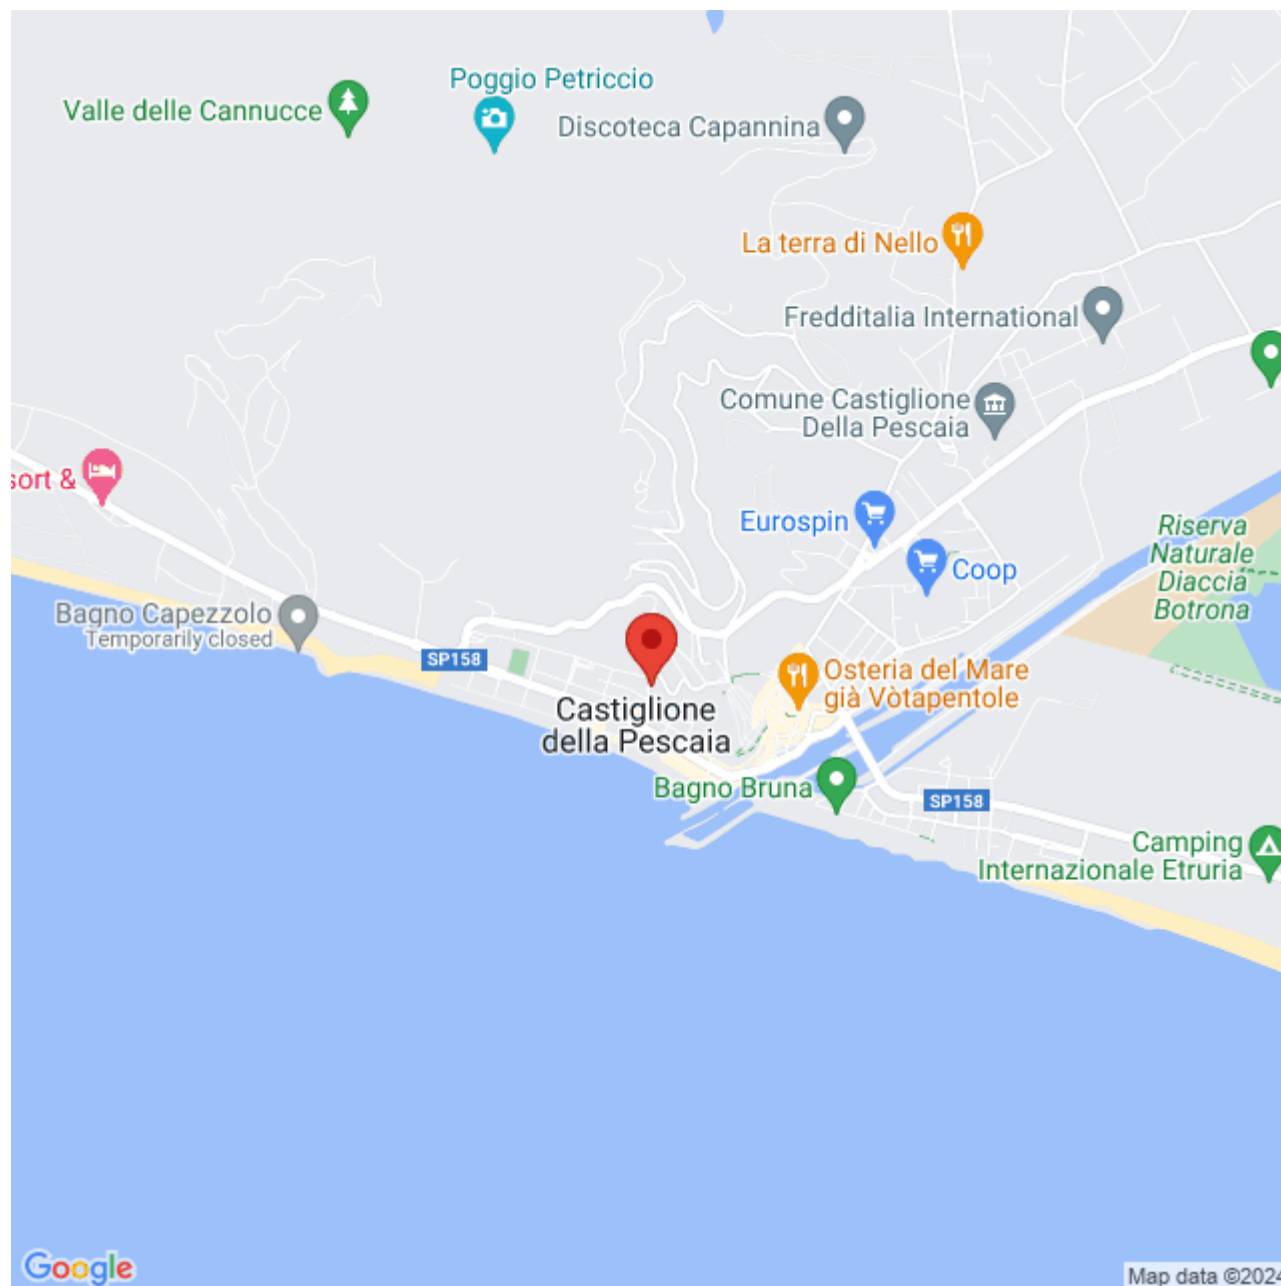 Poggio Petriccio
Valle delle Cannucce
Discoteca Capannina
La terra di Nello
Fredditalia International
Comune Castiglione
Della Pescaia
sort &
Eurospin
Riserva
Naturale
Diaccia
Botrona
Coop
Bagno Capezzolo
Temporarily closed
SP158
Osteria del Mare
già Vòtapentole
Castiglione
della Pescaia
Bagno Bruna
SP158
Camping
Internazionale Etruria
Google
Map data ©2024